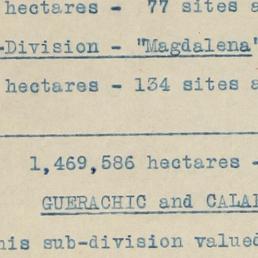 hectares - 77 sites a
-Division - "Magdalena"
hectares - 134 sites a
1,469,586 hectares -
GUERACHIC and CALA
his sub-division valued